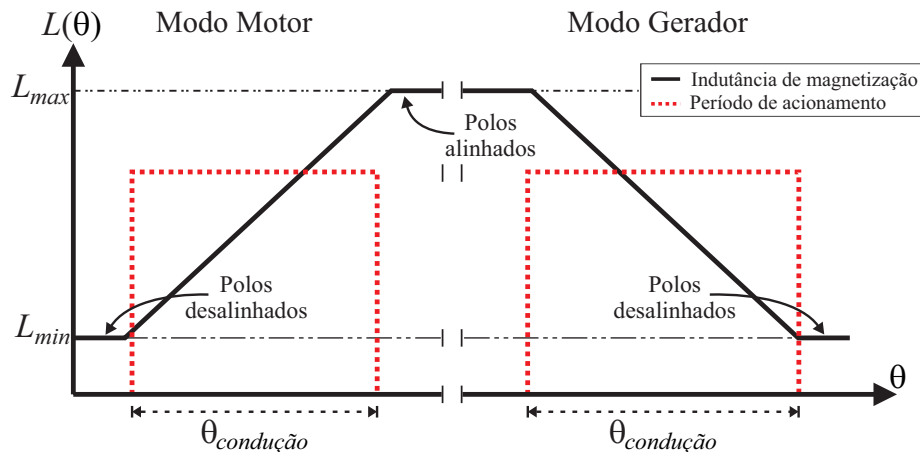 Modo Motor
Modo Gerador
L(θ)
Lmax
Indutância de magnetização
Período de acionamento
Polos
alinhados
Polos
desalinhados
Polos
desalinhados
Lmin
θ
θcondução
θcondução